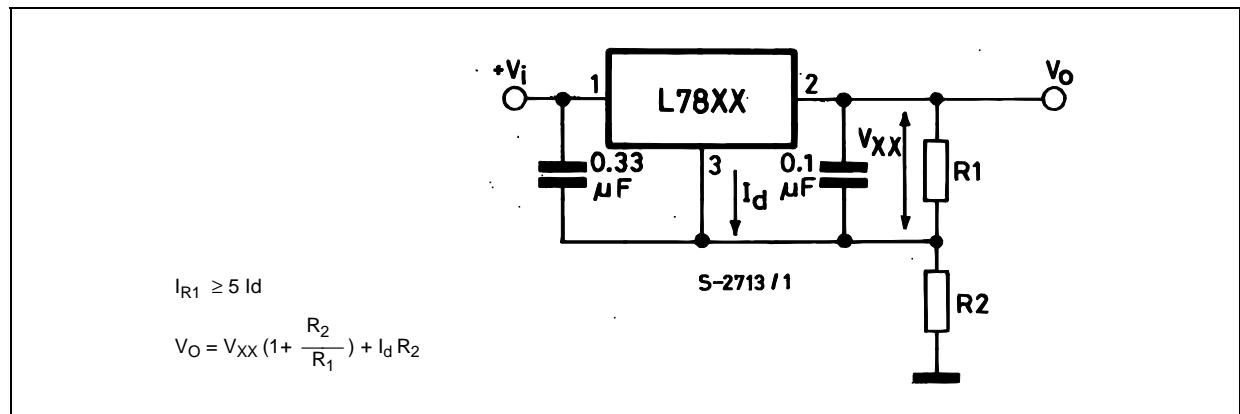 +Vi
1
L78XX
2
Vo
0.33
μF
3
Id
0.1
μF
VXX
R1
S-2713/1
R2
IR1 ≥ 5 Id
VO = VXX (1+ R2/R1) + Id R2